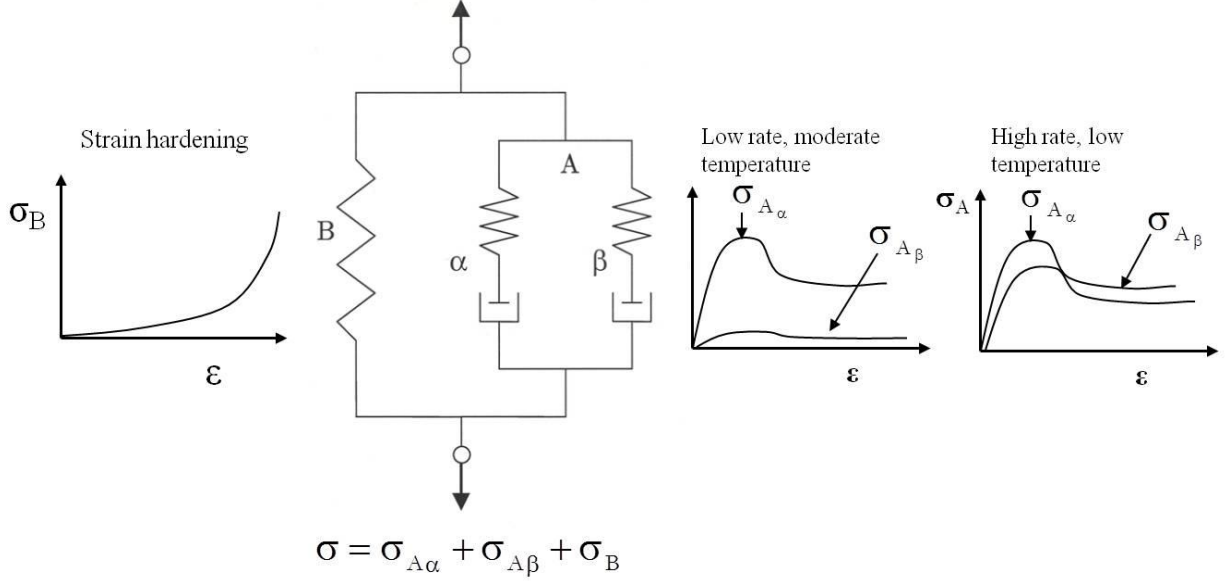 Strain hardening
σB
ε
B
A
α
β
Low rate, moderate
temperature
σAα
σAβ
ε
High rate, low
temperature
σA
σAα
σAβ
ε
σ = σAα + σAβ + σB